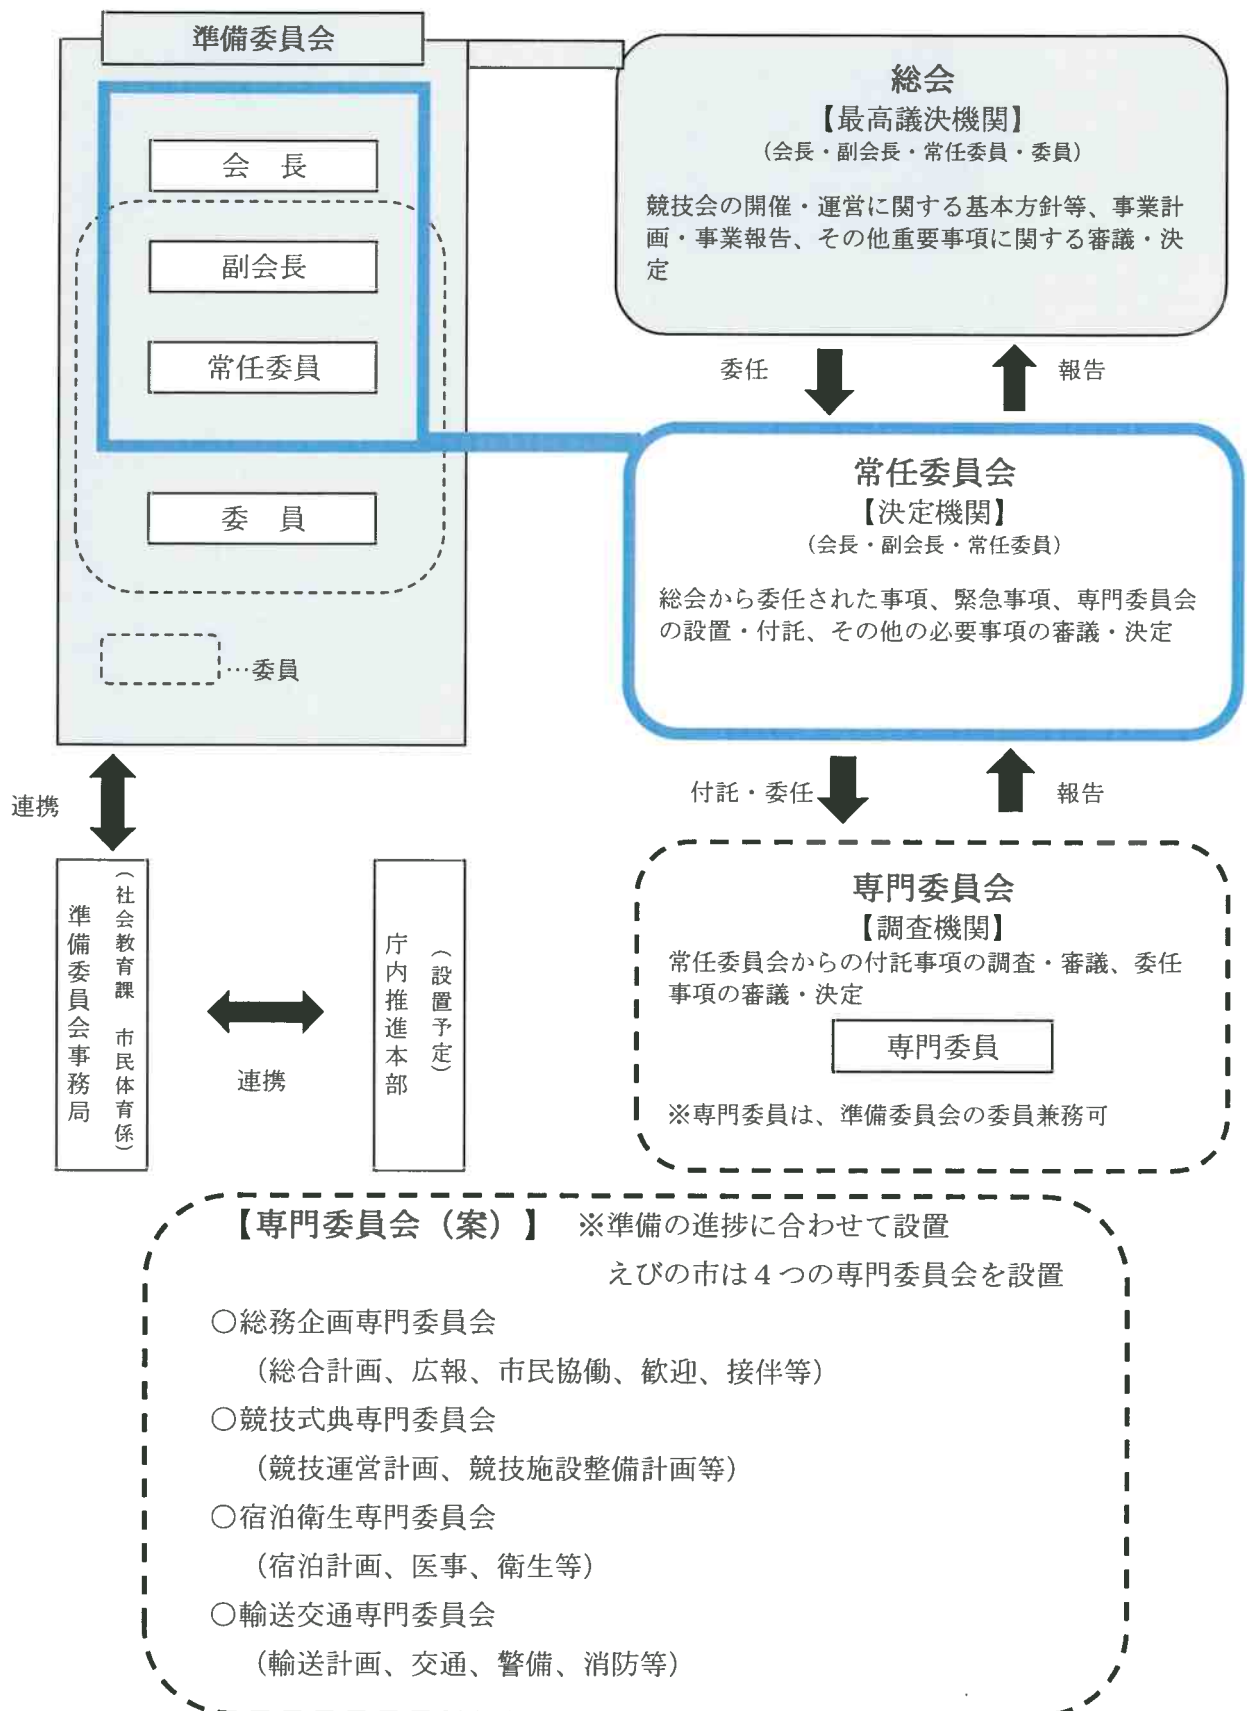 準備委員会
会　長
副会長
常任委員
委　員
…委員
総会
【最高議決機関】
（会長・副会長・常任委員・委員）
競技会の開催・運営に関する基本方針等、事業計
画・事業報告、その他重要事項に関する審議・決
定
委任
報告
常任委員会
【決定機関】
（会長・副会長・常任委員）
総会から委任された事項、緊急事項、専門委員会
の設置・付託、その他の必要事項の審議・決定
付託・委任
報告
連携
準備委員会事務局
（社会教育課　市民体育係）
連携
庁内推進本部
（設置予定）
専門委員会
【調査機関】
常任委員会からの付託事項の調査・審議、委任
事項の審議・決定
専門委員
※専門委員は、準備委員会の委員兼務可
【専門委員会（案）】　※準備の進捗に合わせて設置
えびの市は４つの専門委員会を設置
○総務企画専門委員会
（総合計画、広報、市民協働、歓迎、接伴等）
○競技式典専門委員会
（競技運営計画、競技施設整備計画等）
○宿泊衛生専門委員会
（宿泊計画、医事、衛生等）
○輸送交通専門委員会
（輸送計画、交通、警備、消防等）